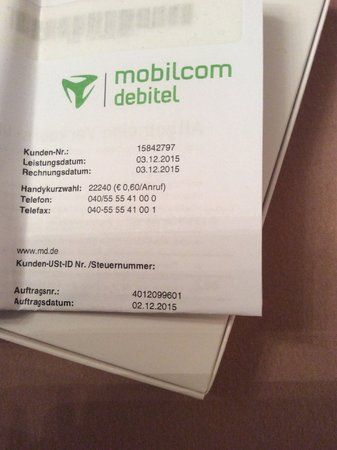 mobilcom
debitel
Kunden-Nr.: 15842797
Leistungsdatum: 03.12.2015
Rechnungsdatum: 03.12.2015
Handykurzwahl: 22240 (€ 0,60/Anruf)
Telefon: 040/55 55 41 00 0
Telefax: 040-55 55 41 00 1
www.md.de
Kunden-USt-ID Nr. /Steuernummer:
Auftragsnr.: 4012099601
Auftragsdatum: 02.12.2015